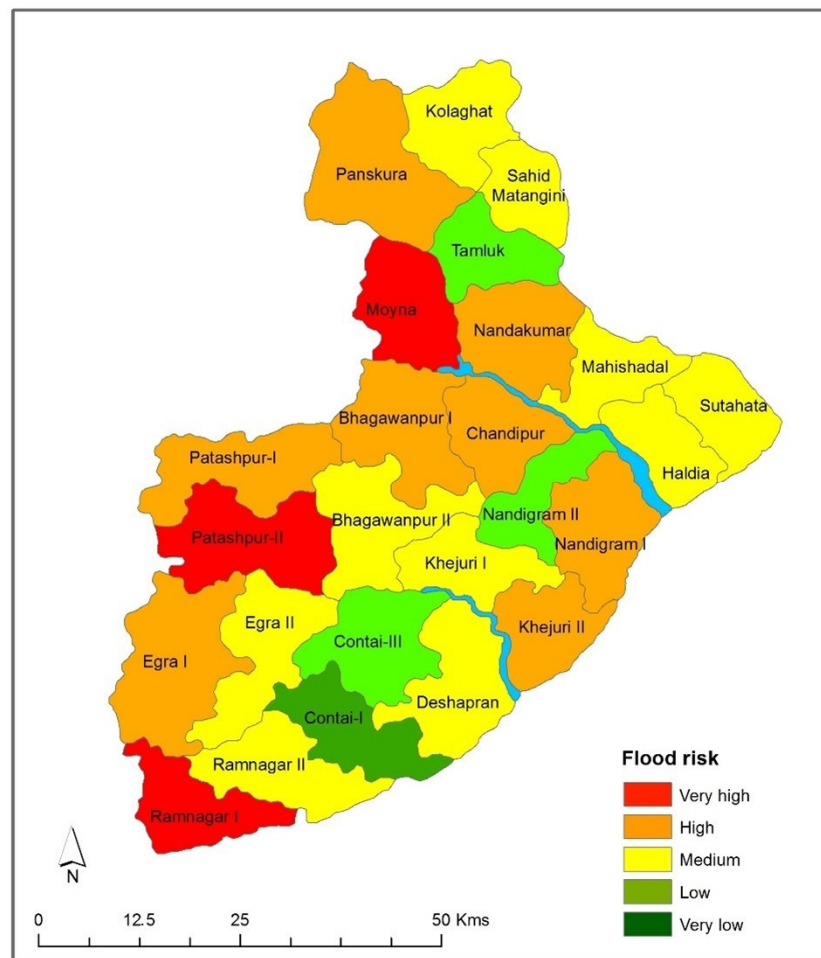 Kolaghat
Panskura
Sahid
Matangini
Tamluk
Moyna
Nandakumar
Mahishadal
Sutahata
Bhagawanpur I
Chandipur
Patashpur-I
Haldia
Nandigram II
Bhagawanpur II
Patashpur-II
Nandigram I
Khejuri I
Egra II
Khejuri II
Contai-III
Egra I
Deshapran
Contai-I
Ramnagar II
Ramnagar I
Flood risk
Very high
High
Medium
Low
Very low
N
0 12.5 25 50 Kms